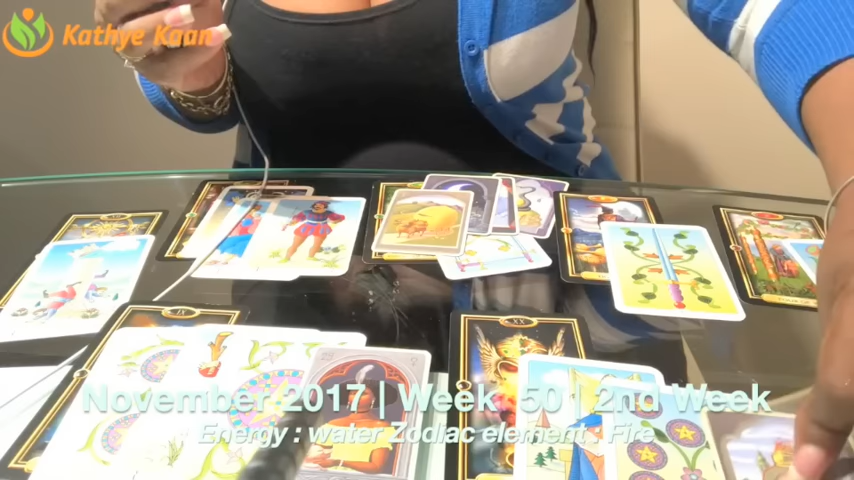 Kathye Kaan
November 2017 | Week 50 | 2nd Week
Energy : water Zodiac element : Fire